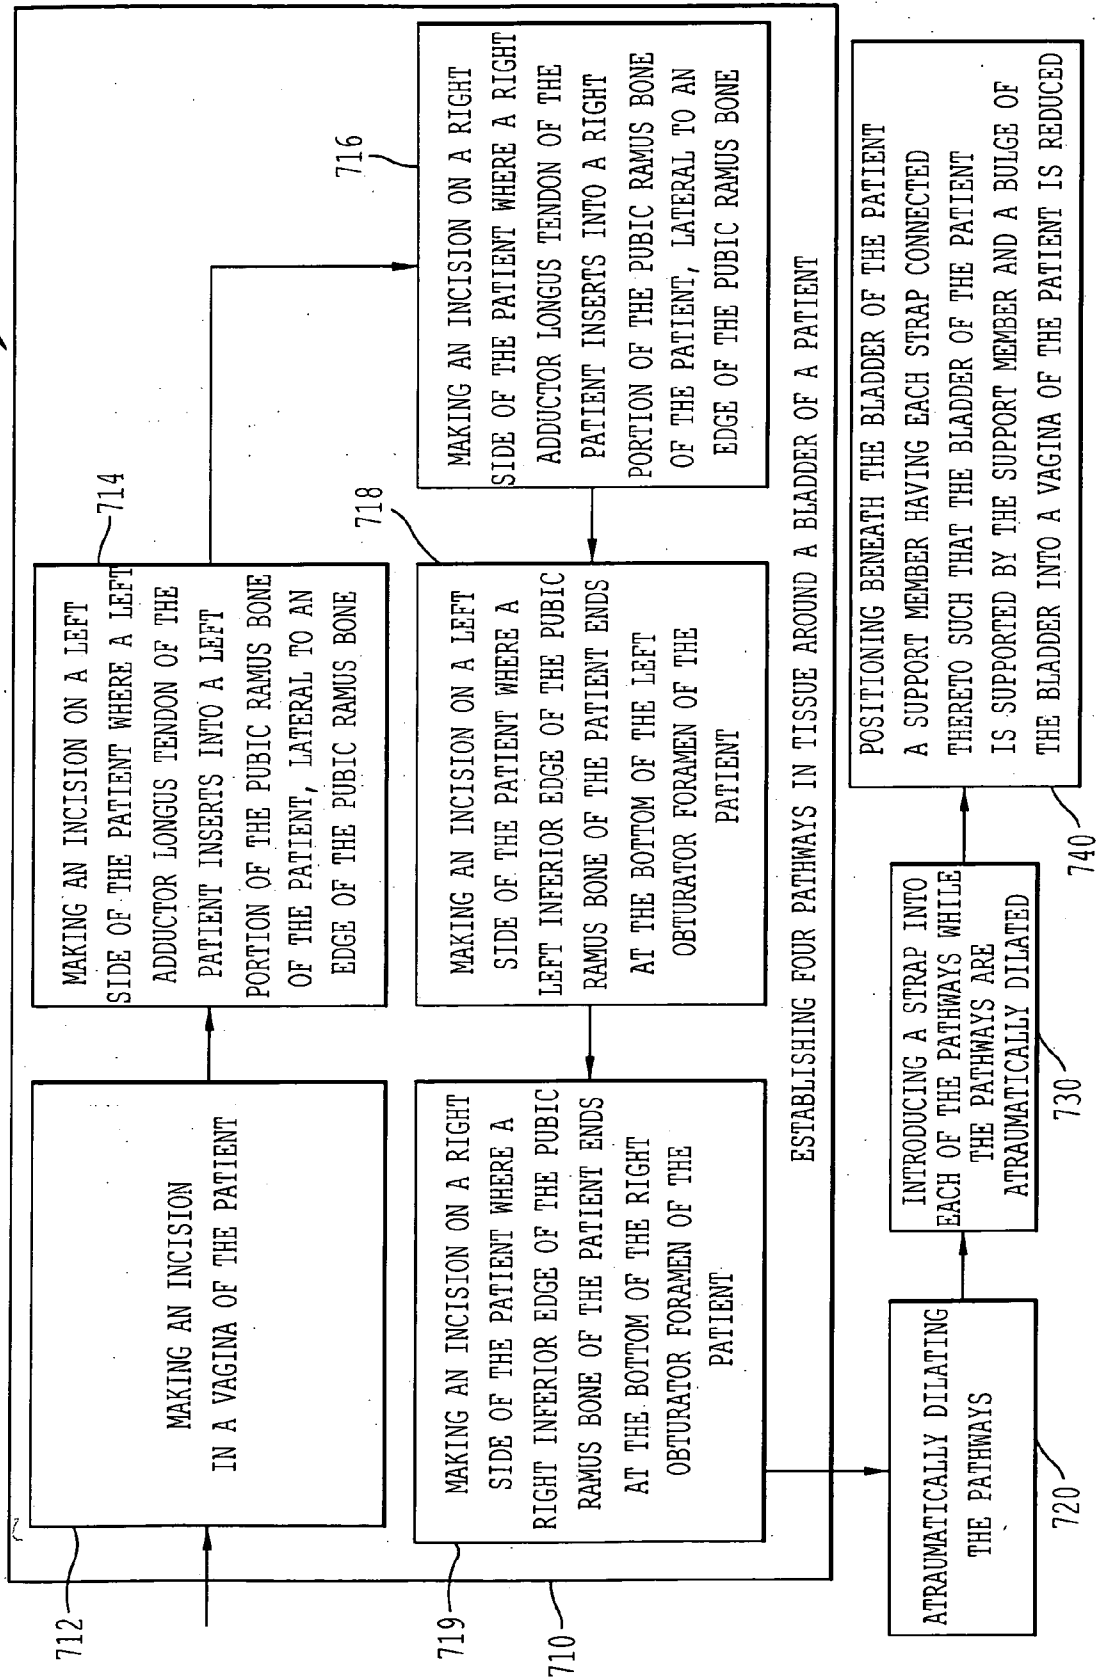 712
MAKING AN INCISION
IN A VAGINA OF THE PATIENT
714
MAKING AN INCISION ON A LEFT
SIDE OF THE PATIENT WHERE A LEFT
ADDUCTOR LONGUS TENDON OF THE
PATIENT INSERTS INTO A LEFT
PORTION OF THE PUBIC RAMUS BONE
OF THE PATIENT, LATERAL TO AN
EDGE OF THE PUBIC RAMUS BONE
716
MAKING AN INCISION ON A RIGHT
SIDE OF THE PATIENT WHERE A RIGHT
ADDUCTOR LONGUS TENDON OF THE
PATIENT INSERTS INTO A RIGHT
PORTION OF THE PUBIC RAMUS BONE
OF THE PATIENT, LATERAL TO AN
EDGE OF THE PUBIC RAMUS BONE
718
MAKING AN INCISION ON A LEFT
SIDE OF THE PATIENT WHERE A
LEFT INFERIOR EDGE OF THE PUBIC
RAMUS BONE OF THE PATIENT ENDS
AT THE BOTTOM OF THE LEFT
OBTURATOR FORAMEN OF THE
PATIENT
719
MAKING AN INCISION ON A RIGHT
SIDE OF THE PATIENT WHERE A
RIGHT INFERIOR EDGE OF THE PUBIC
RAMUS BONE OF THE PATIENT ENDS
AT THE BOTTOM OF THE RIGHT
OBTURATOR FORAMEN OF THE
PATIENT
710
ESTABLISHING FOUR PATHWAYS IN TISSUE AROUND A BLADDER OF A PATIENT
ATRAUMATICALLY DILATING
THE PATHWAYS
720
INTRODUCING A STRAP INTO
EACH OF THE PATHWAYS WHILE
THE PATHWAYS ARE
ATRAUMATICALLY DILATED
730
POSITIONING BENEATH THE BLADDER OF THE PATIENT
A SUPPORT MEMBER HAVING EACH STRAP CONNECTED
THERETO SUCH THAT THE BLADDER OF THE PATIENT
IS SUPPORTED BY THE SUPPORT MEMBER AND A BULGE OF
THE BLADDER INTO A VAGINA OF THE PATIENT IS REDUCED
740